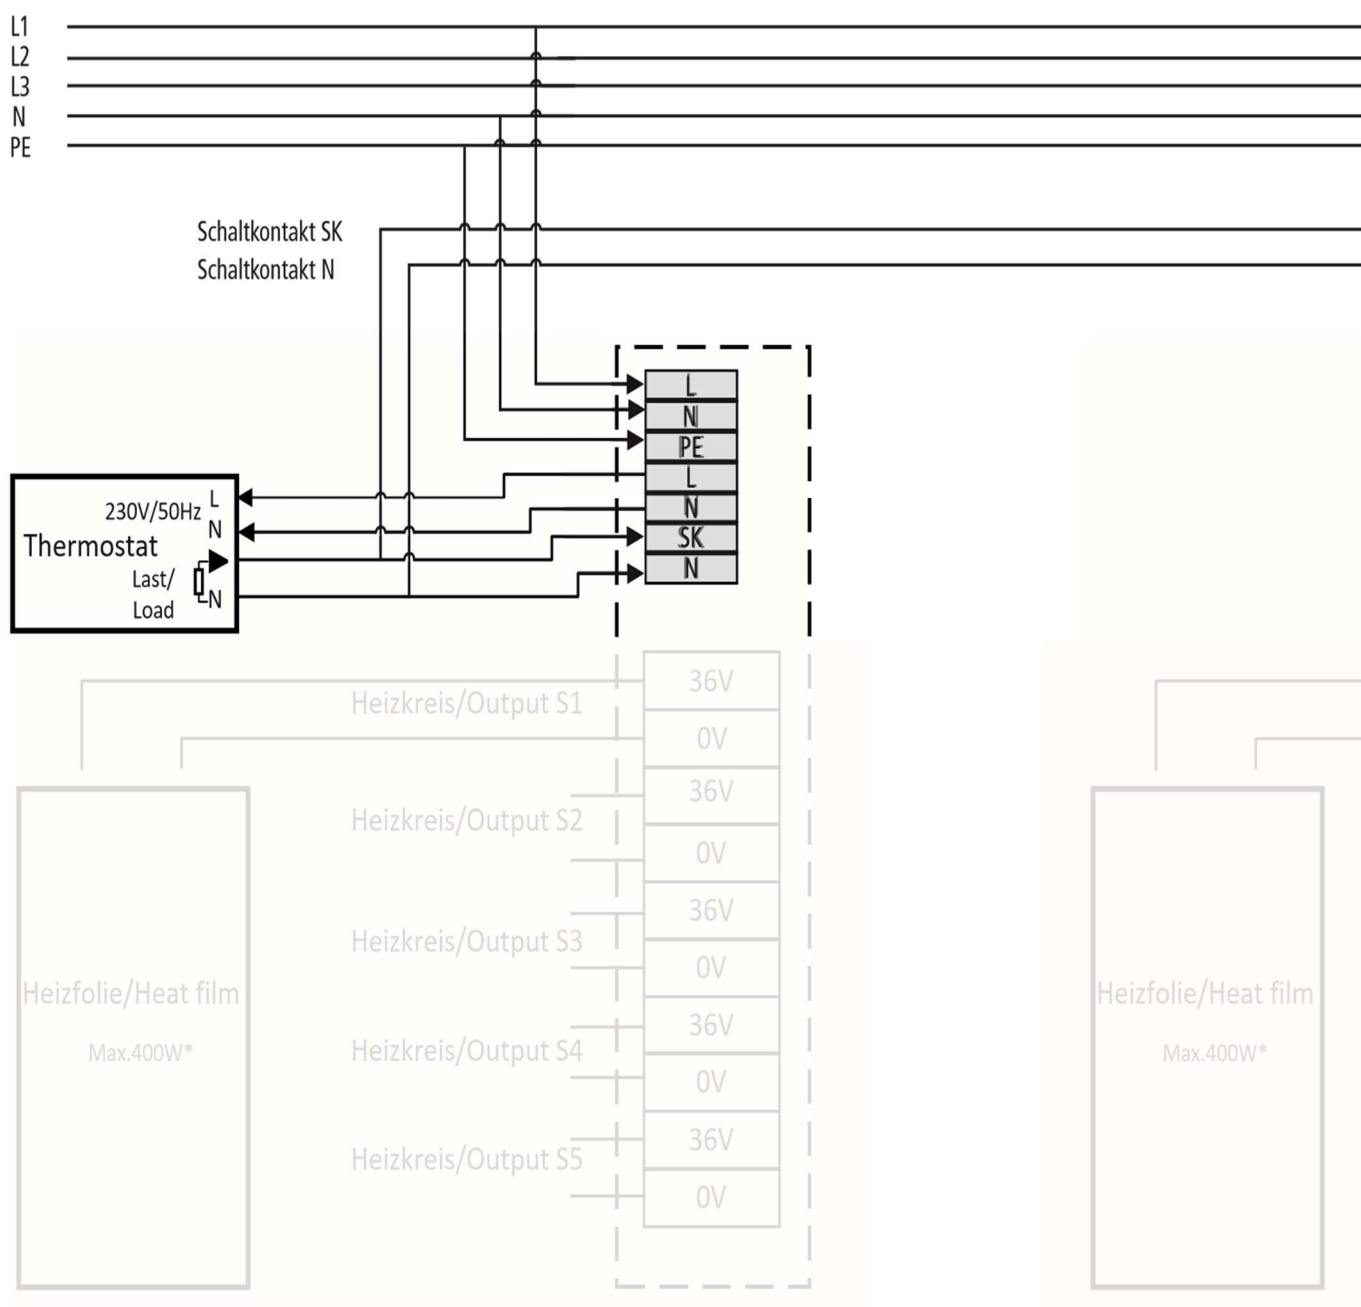 L1
L2
L3
N
PE
Schaltkontakt SK
Schaltkontakt N
L
N
PE
L
N
SK
N
230V/50Hz
L
N
Thermostat
Last/
Load
N
36V
Heizkreis/Output S1
0V
36V
Heizkreis/Output S2
0V
36V
Heizkreis/Output S3
0V
36V
Heizkreis/Output S4
0V
36V
Heizkreis/Output S5
0V
Heizfolie/Heat film
Max.400W*
Heizfolie/Heat film
Max.400W*